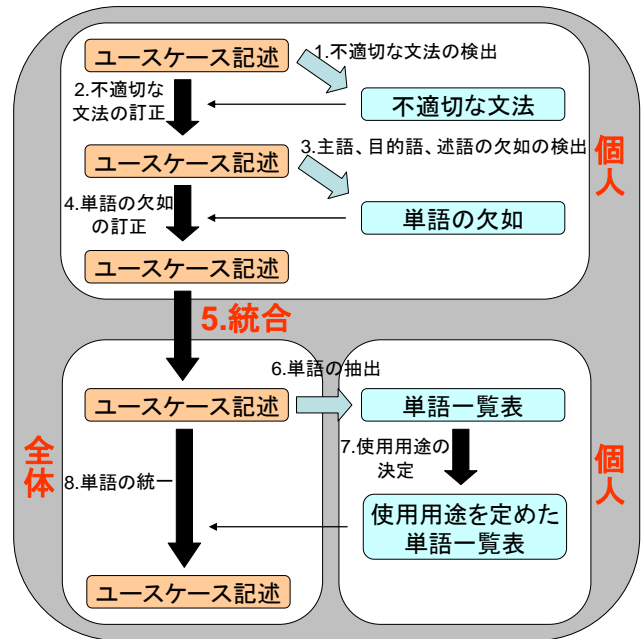 ユースケース記述
1.不適切な文法の検出
2.不適切な
文法の訂正
不適切な文法
ユースケース記述
3.主語、目的語、述語の欠如の検出
個人
4.単語の欠如
の訂正
単語の欠如
ユースケース記述
5.統合
6.単語の抽出
ユースケース記述
単語一覧表
全体
7.使用用途の
決定
個人
8.単語の統一
使用用途を定めた
単語一覧表
ユースケース記述